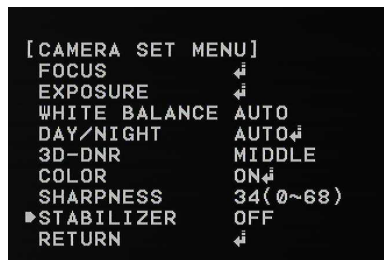 [CAMERA SET MENU]
FOCUS ↲
EXPOSURE ↲
WHITE BALANCE AUTO
DAY/NIGHT AUTO↲
3D-DNR MIDDLE
COLOR ON↲
SHARPNESS 34(0~68)
STABILIZER OFF
RETURN ↲